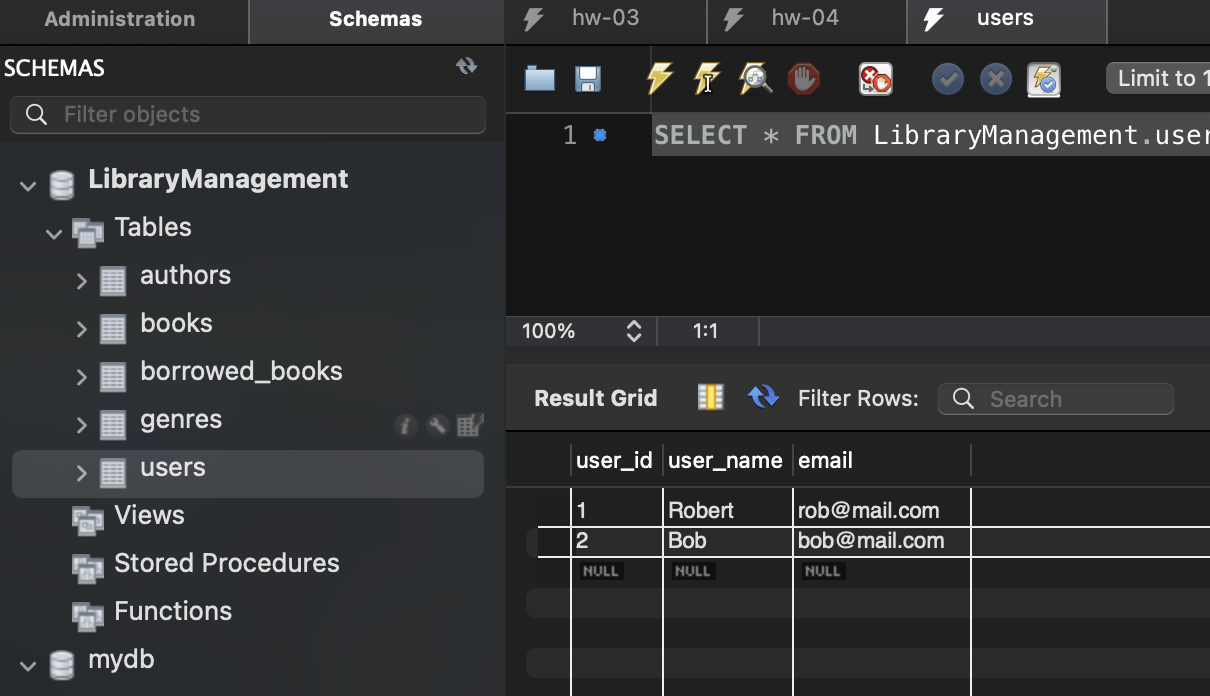 Administration Schemas
hw-03 hw-04 users
SCHEMAS
Filter objects
Limit to 1
1 SELECT * FROM LibraryManagement.user
LibraryManagement
Tables
authors
books
borrowed_books
genres
users
Views
Stored Procedures
Functions
mydb
100% 1:1
Result Grid Filter Rows: Search
user_id user_name email
1 Robert rob@mail.com
2 Bob bob@mail.com
NULL NULL NULL